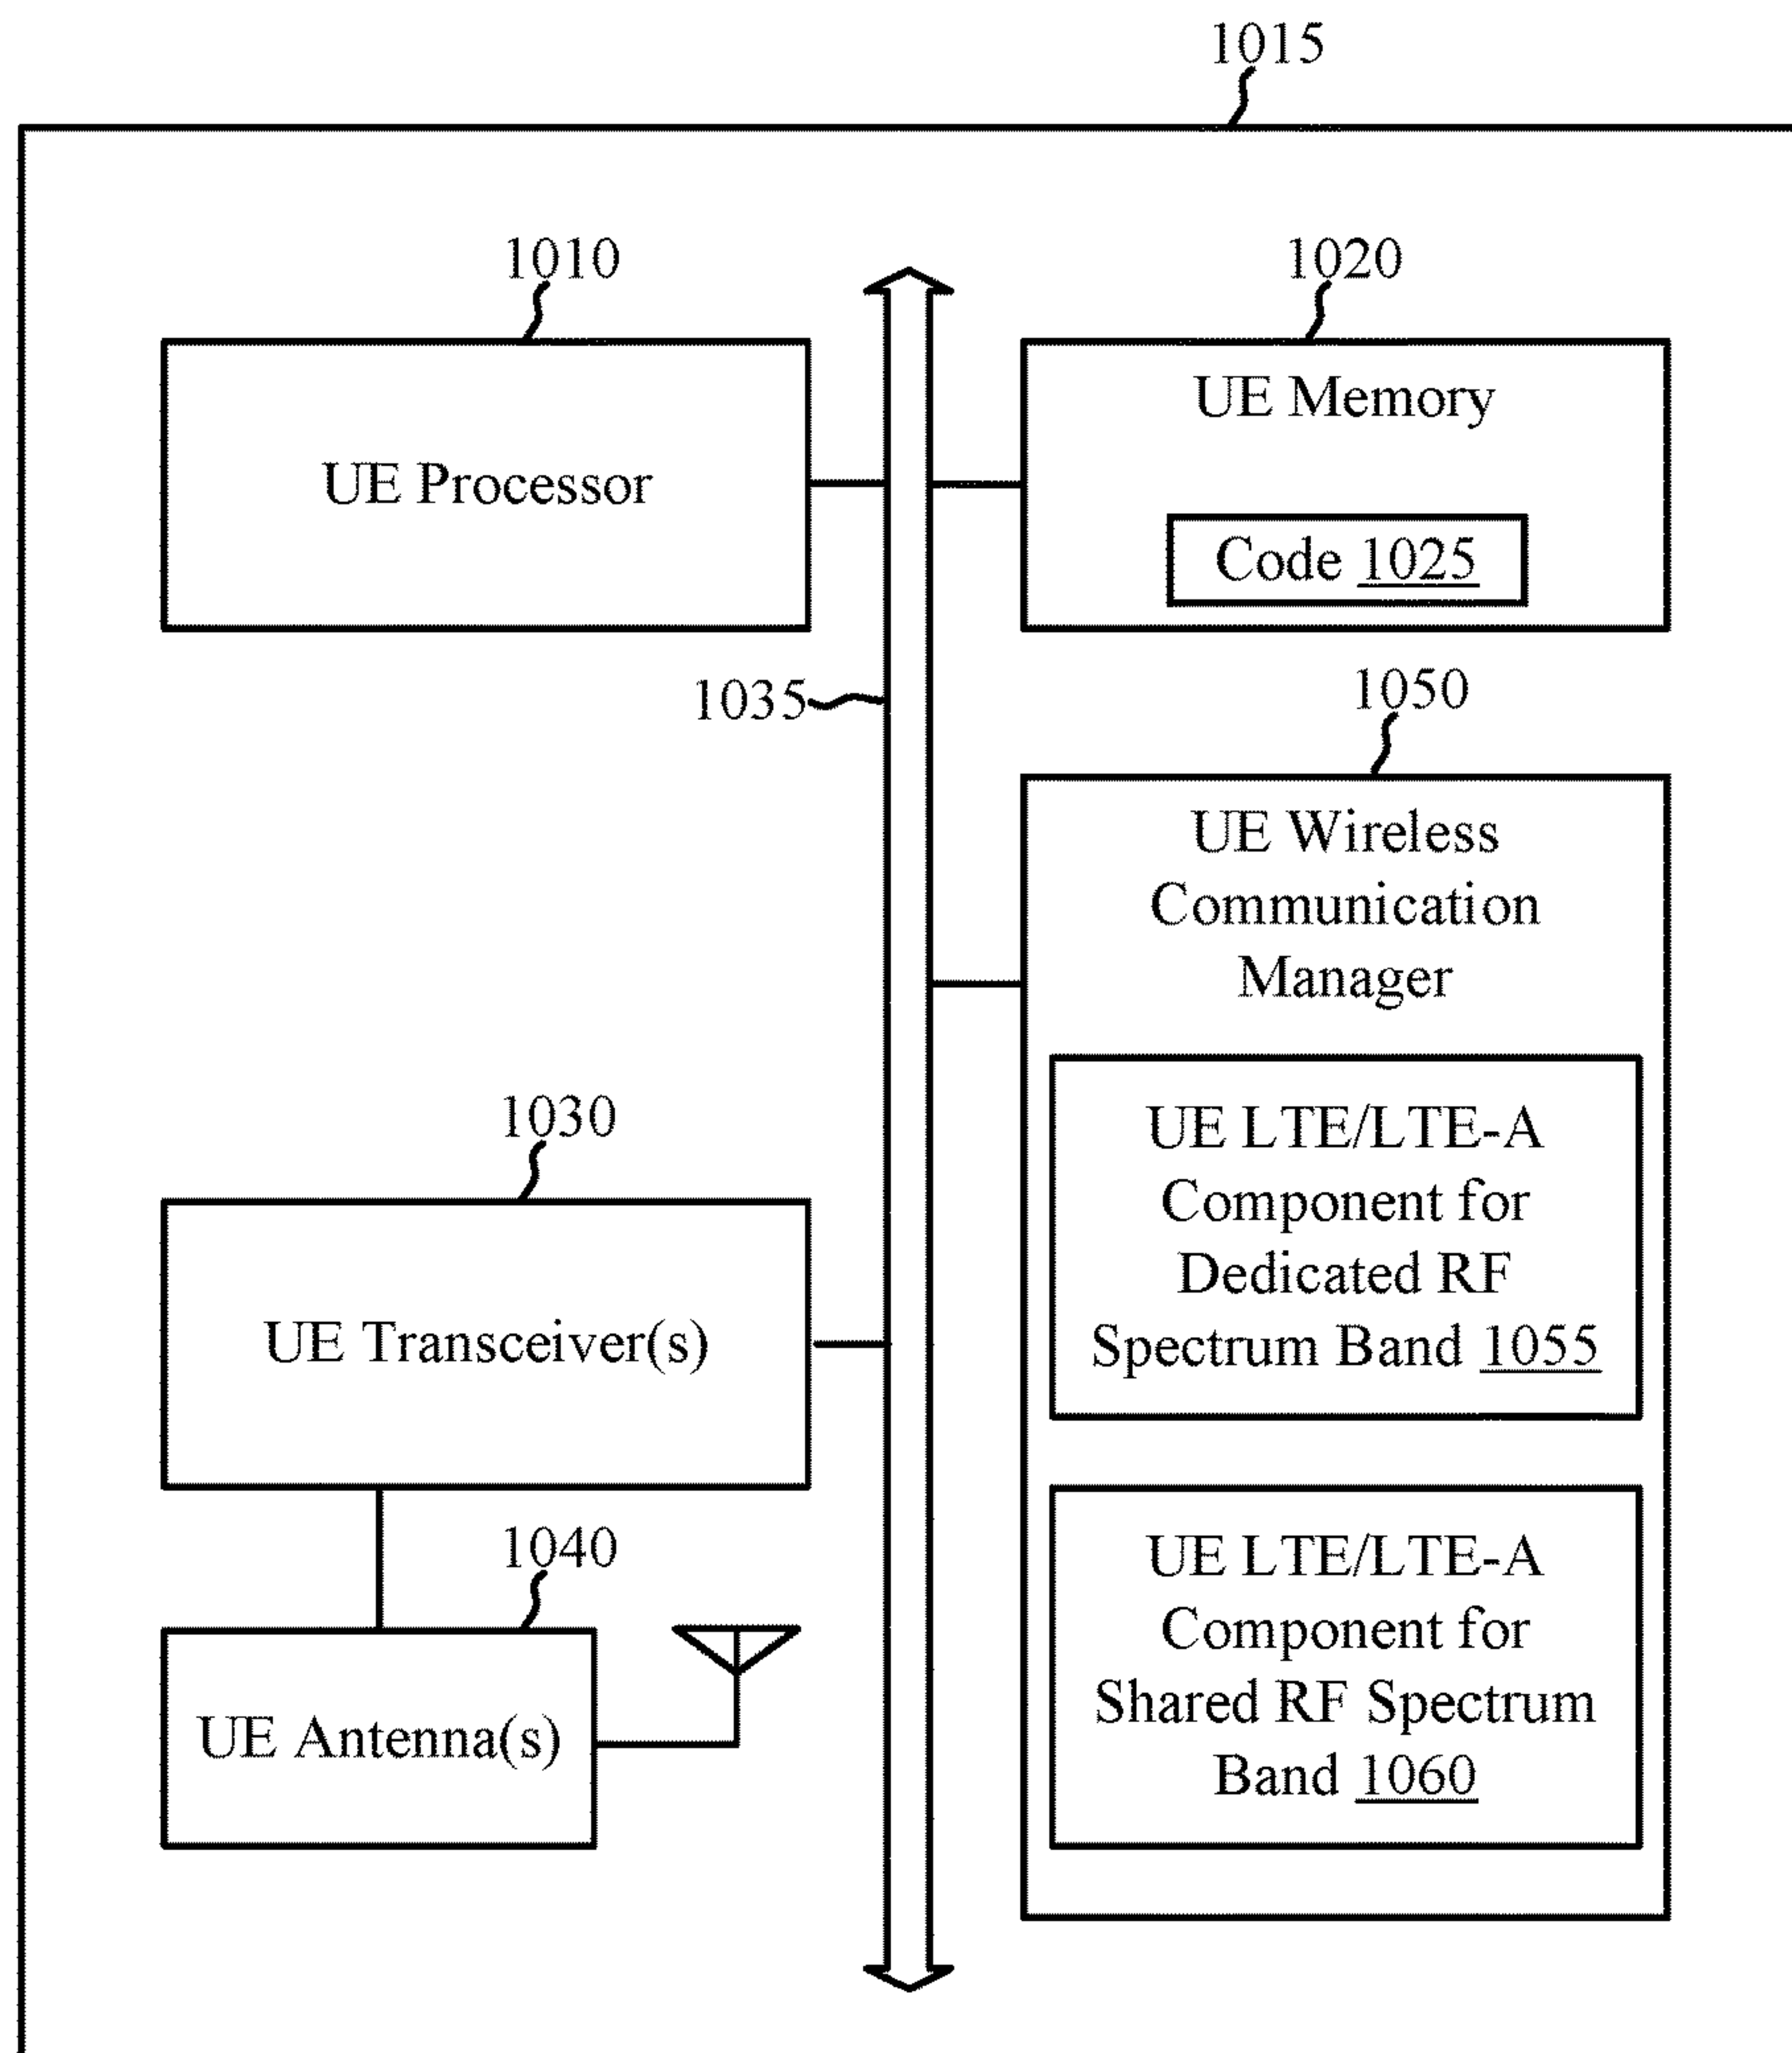 1015
1010
1020
UE Processor
UE Memory
Code 1025
1035
1050
UE Wireless
Communication
Manager
1030
UE LTE/LTE-A
Component for
Dedicated RF
Spectrum Band 1055
UE Transceiver(s)
1040
UE LTE/LTE-A
Component for
Shared RF Spectrum
Band 1060
UE Antenna(s)